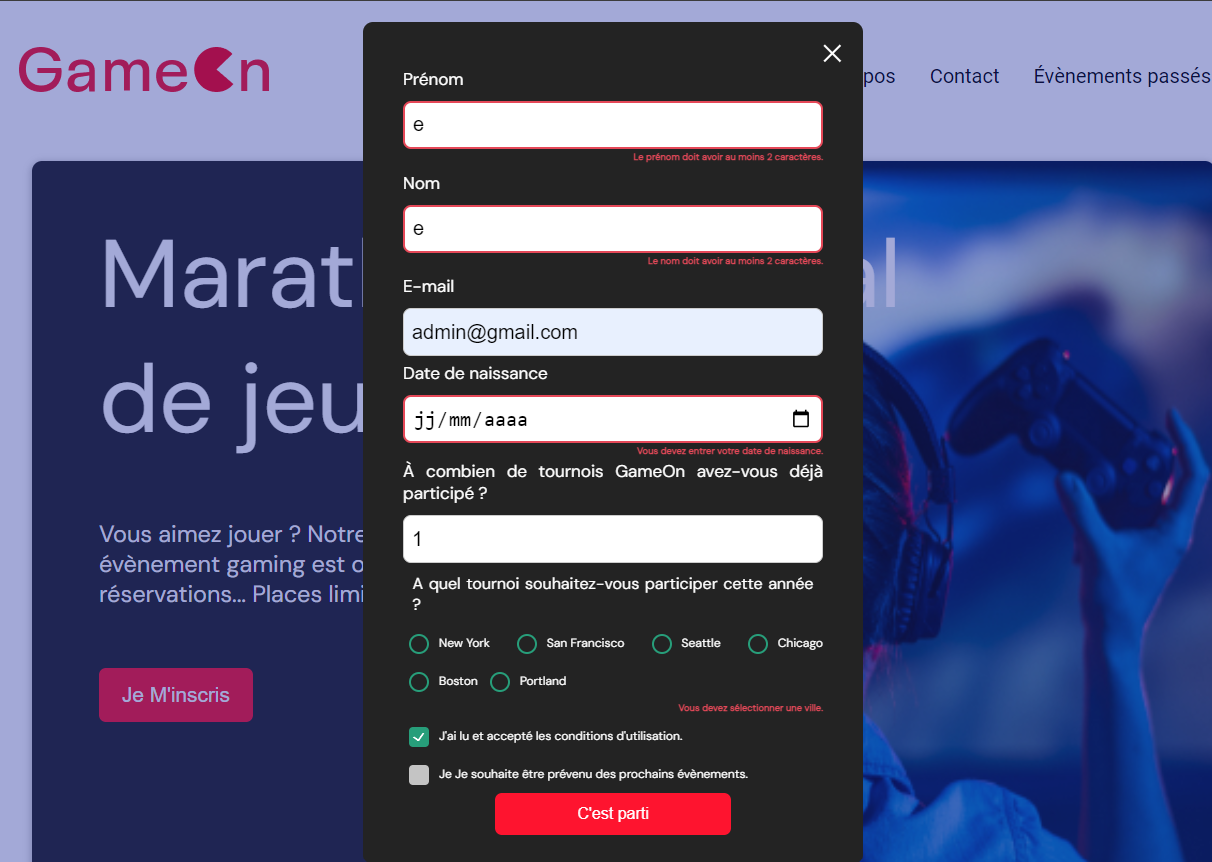 GameOn
pos
Contact
Évènements passés
Prénom
e
Le prénom doit avoir au moins 2 caractères.
Nom
e
Le nom doit avoir au moins 2 caractères.
E-mail
admin@gmail.com
Date de naissance
jj/mm/aaaa
Vous devez entrer votre date de naissance.
À combien de tournois GameOn avez-vous déjà
participé ?
1
A quel tournoi souhaitez-vous participer cette année
?
New York San Francisco Seattle Chicago
Boston Portland
Vous devez sélectionner une ville.
J'ai lu et accepté les conditions d'utilisation.
Je Je souhaite être prévenu des prochains évènements.
C'est parti
Marat
al
de jeu
Vous aimez jouer ? Notre
évènement gaming est o
réservations... Places limi
Je M'inscris